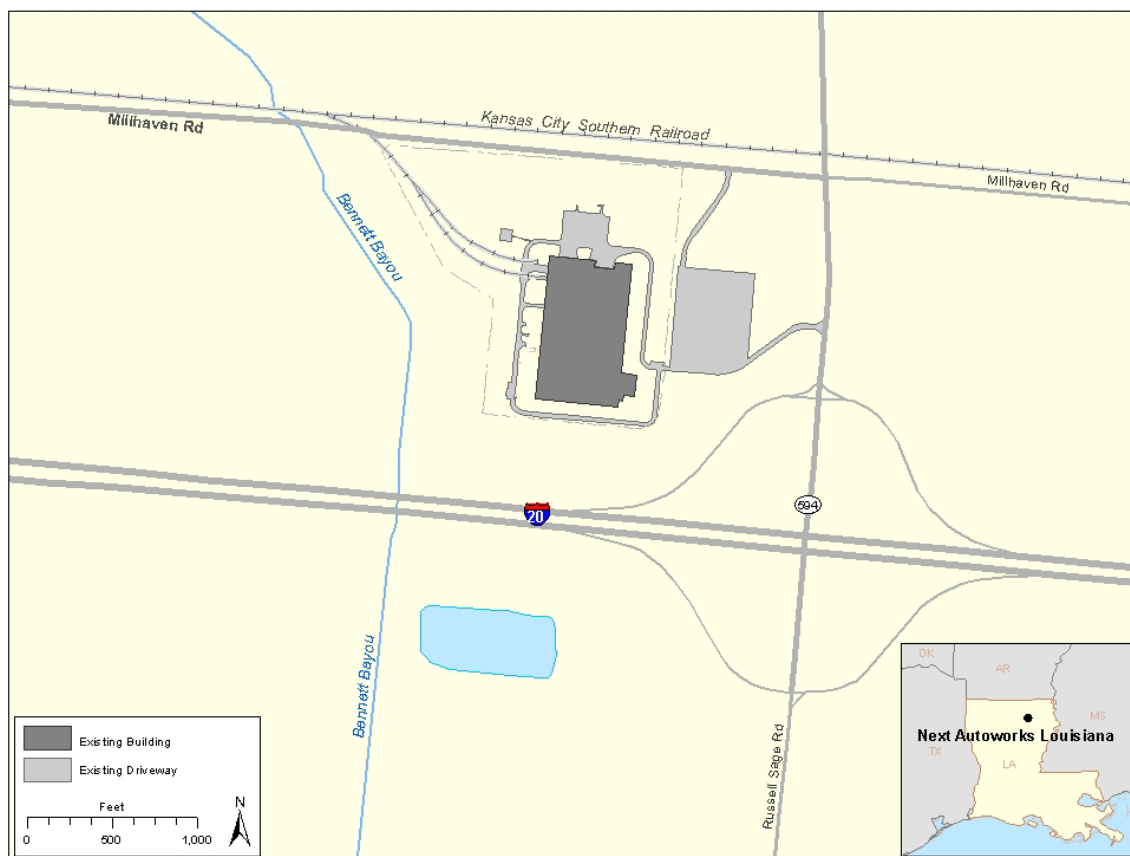 Kansas City Southern Railroad
Millhaven Rd
Millhaven Rd
Bennett Bayou
20
594
Bennett Bayou
Russell Sage Rd
Existing Building
Existing Driveway
Feet
0 500 1,000
N
OK
AR
MS
TX
LA
Next Autoworks Louisiana